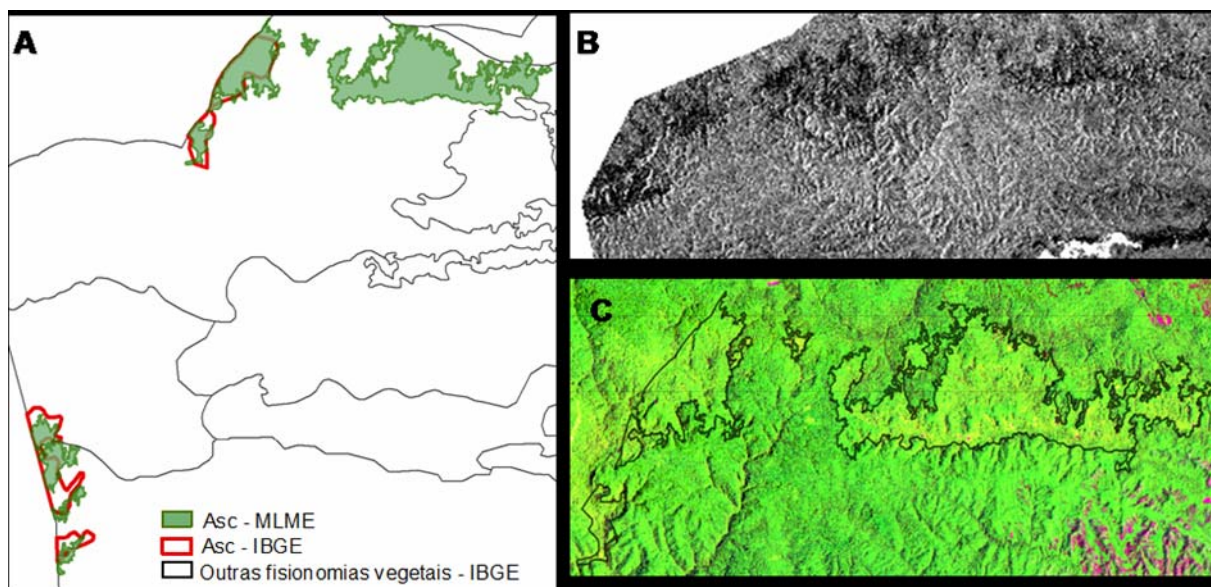 A
B
C
Asc - MLME
Asc - IBGE
Outras fisionomias vegetais - IBGE